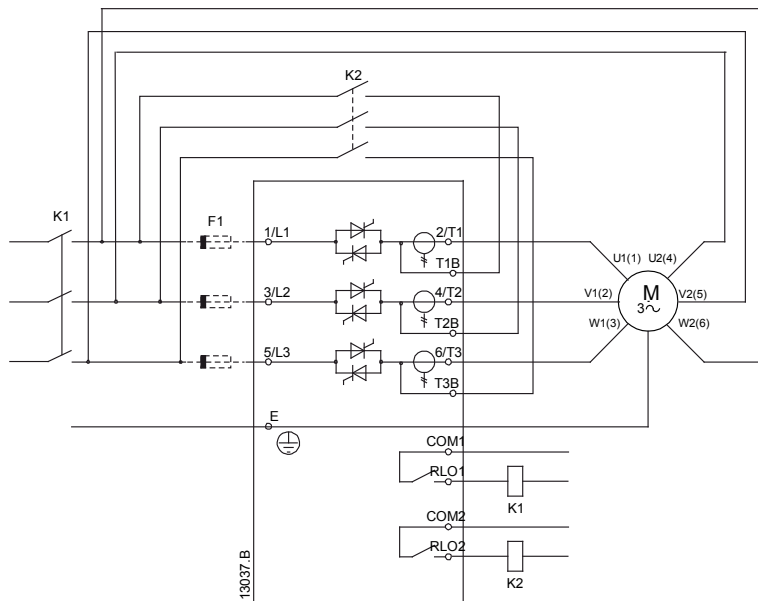 K2
K1
F1
1/L1
2/T1
T1B
U1(1) U2(4)
3/L2
4/T2
T2B
V1(2)
M
3~
V2(5)
W1(3)
W2(6)
5/L3
6/T3
T3B
E
COM1
RLO1
K1
COM2
RLO2
K2
13037.B